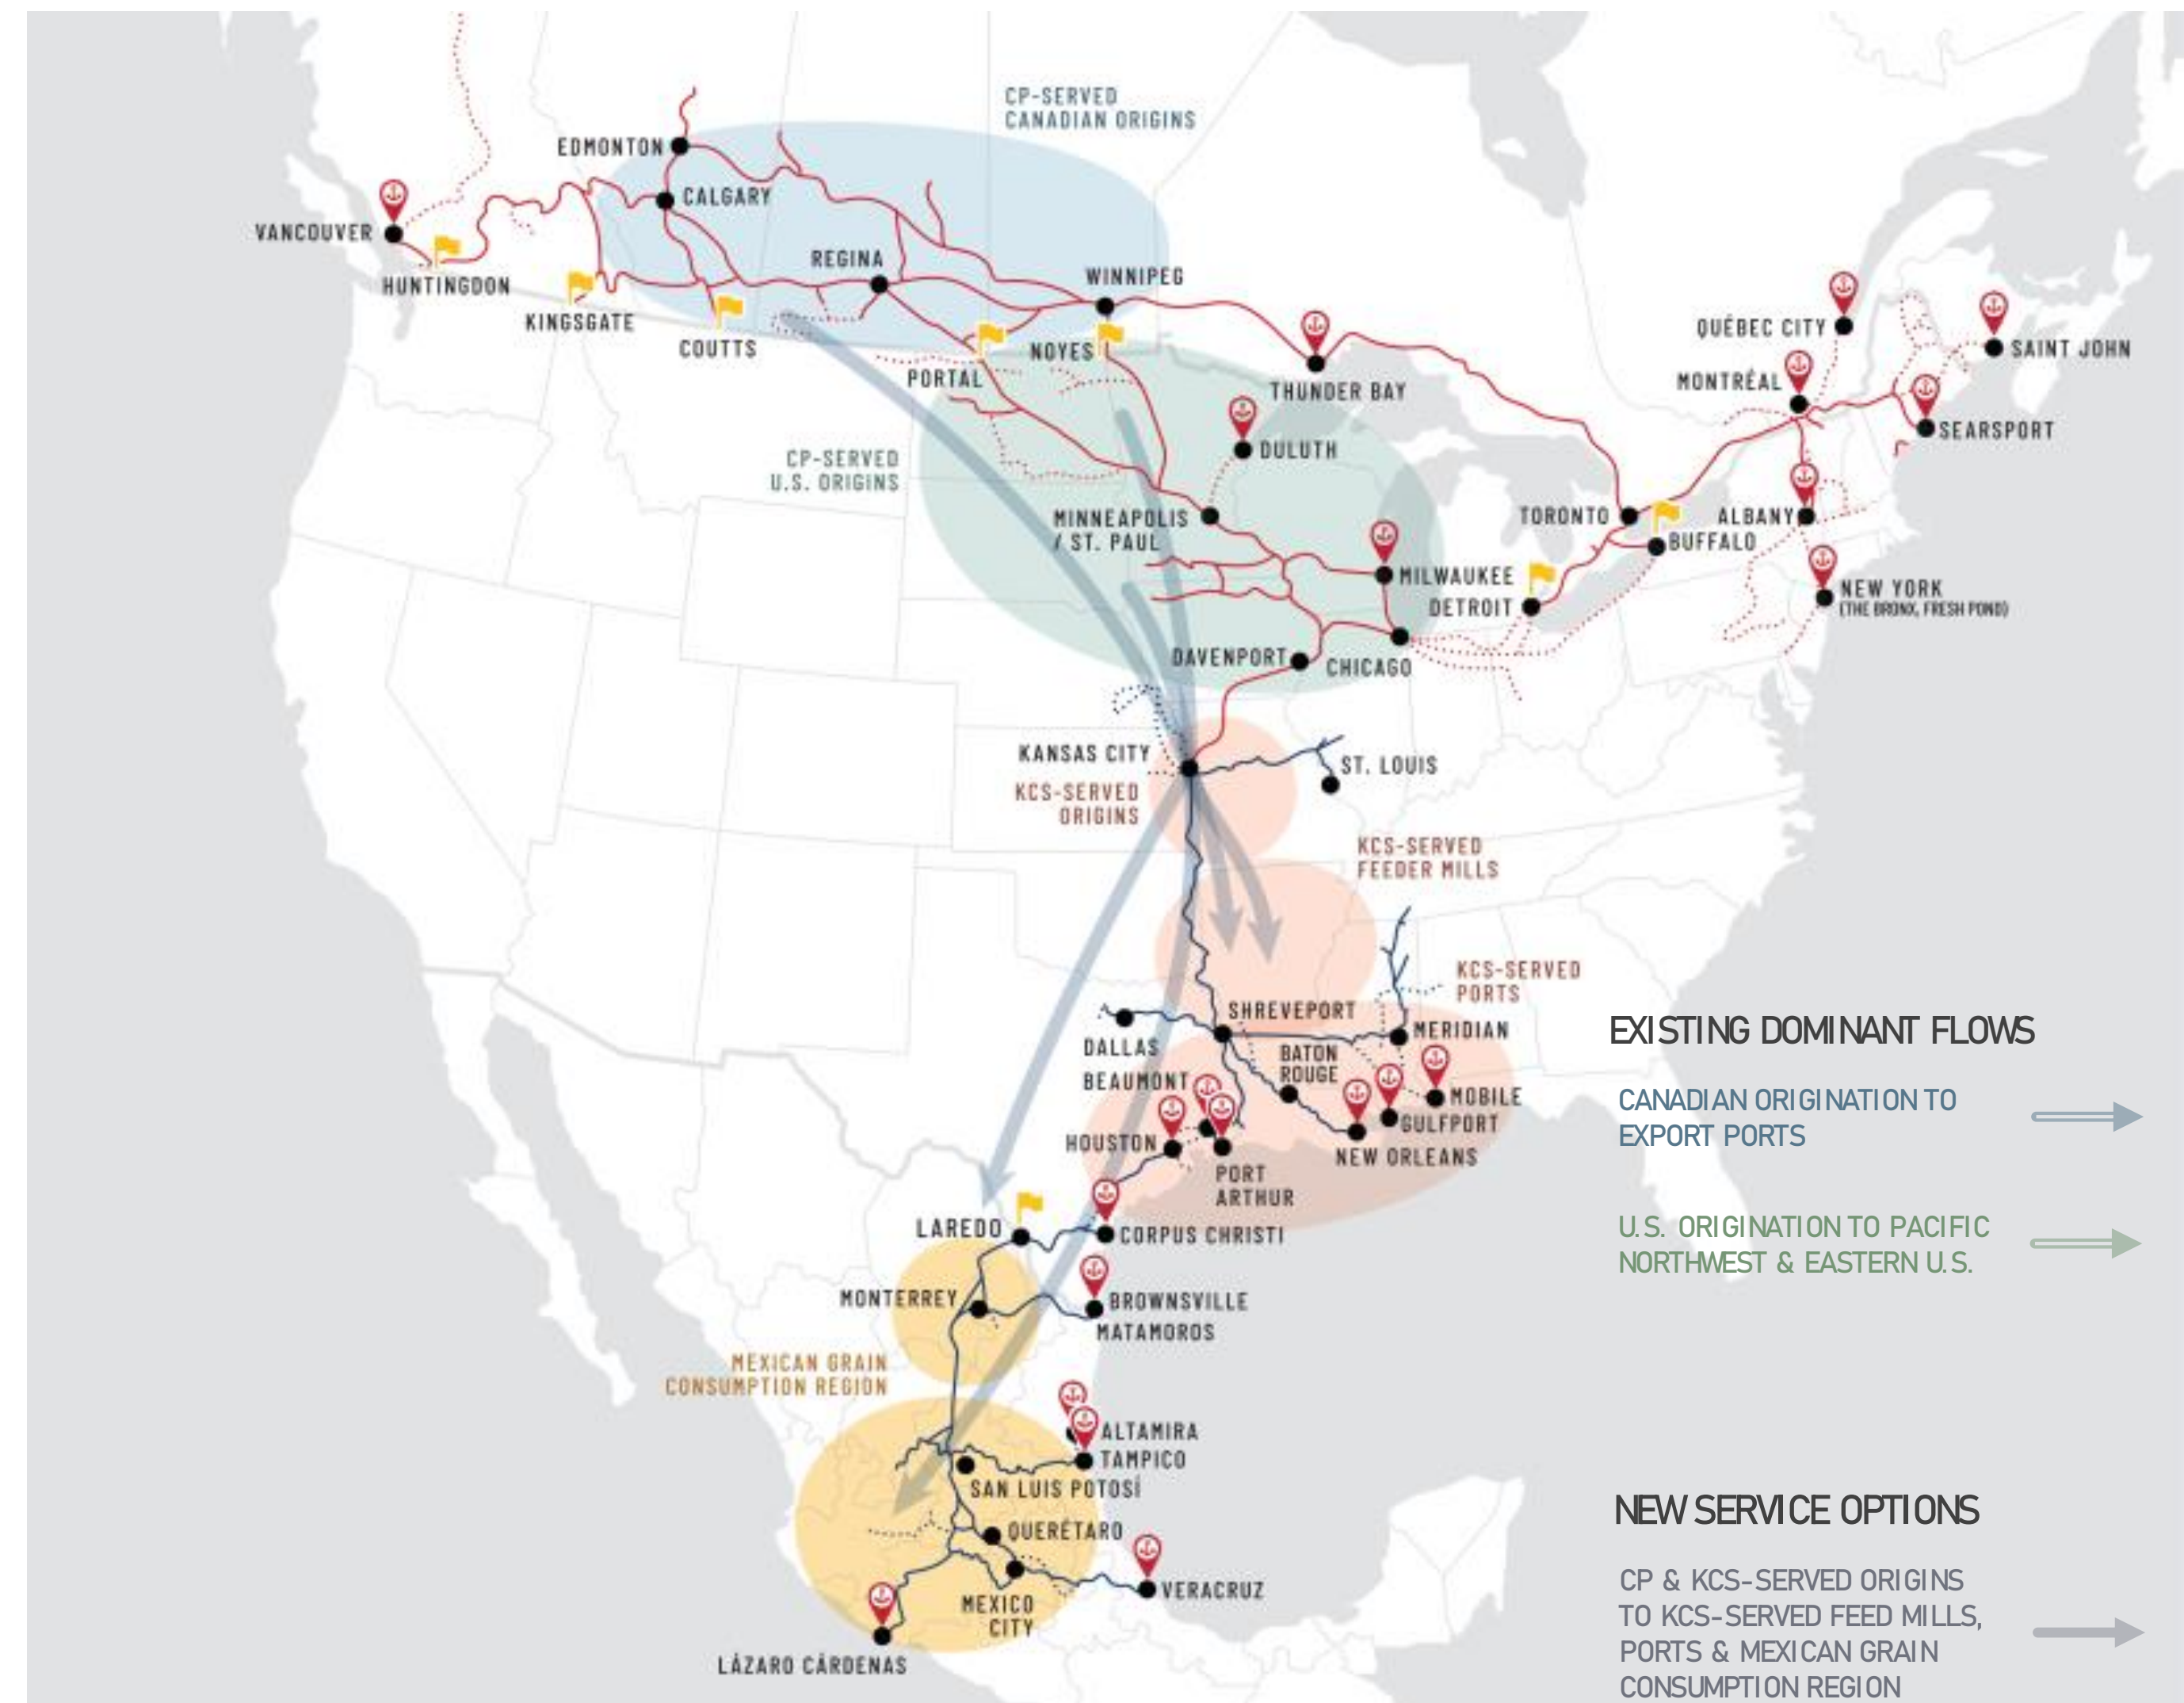 CP-SERVED
CANADIAN ORIGINS
EDMONTON
CALGARY
VANCOUVER
HUNTINGDON
REGINA
WINNIPEG
KINGSGATE
COUTTS
NOYES
PORTAL
THUNDER BAY
QUÉBEC CITY
SAINT JOHN
MONTRÉAL
SEARSPORT
DULUTH
CP-SERVED
U.S. ORIGINS
MINNEAPOLIS
/ ST. PAUL
TORONTO
ALBANY
BUFFALO
MILWAUKEE
DETROIT
NEW YORK
(THE BRONX, FRESH POND)
DAVENPORT
CHICAGO
KANSAS CITY
ST. LOUIS
KCS-SERVED
ORIGINS
KCS-SERVED
FEEDER MILLS
KCS-SERVED
PORTS
SHREVEPORT
MERIDIAN
DALLAS
BATON
ROUGE
BEAUMONT
MOBILE
GULFPORT
HOUSTON
NEW ORLEANS
PORT
ARTHUR
LAREDO
CORPUS CHRISTI
MONTERREY
BROWNSVILLE
MATAMOROS
MEXICAN GRAIN
CONSUMPTION REGION
ALTAMIRA
TAMPICO
SAN LUIS POTOSÍ
QUERÉTARO
VERACRUZ
MEXICO
CITY
LÁZARO CÁRDENAS
EXISTING DOMINANT FLOWS
CANADIAN ORIGINATION TO
EXPORT PORTS
U.S. ORIGINATION TO PACIFIC
NORTHWEST & EASTERN U.S.
NEW SERVICE OPTIONS
CP & KCS-SERVED ORIGINS
TO KCS-SERVED FEED MILLS,
PORTS & MEXICAN GRAIN
CONSUMPTION REGION